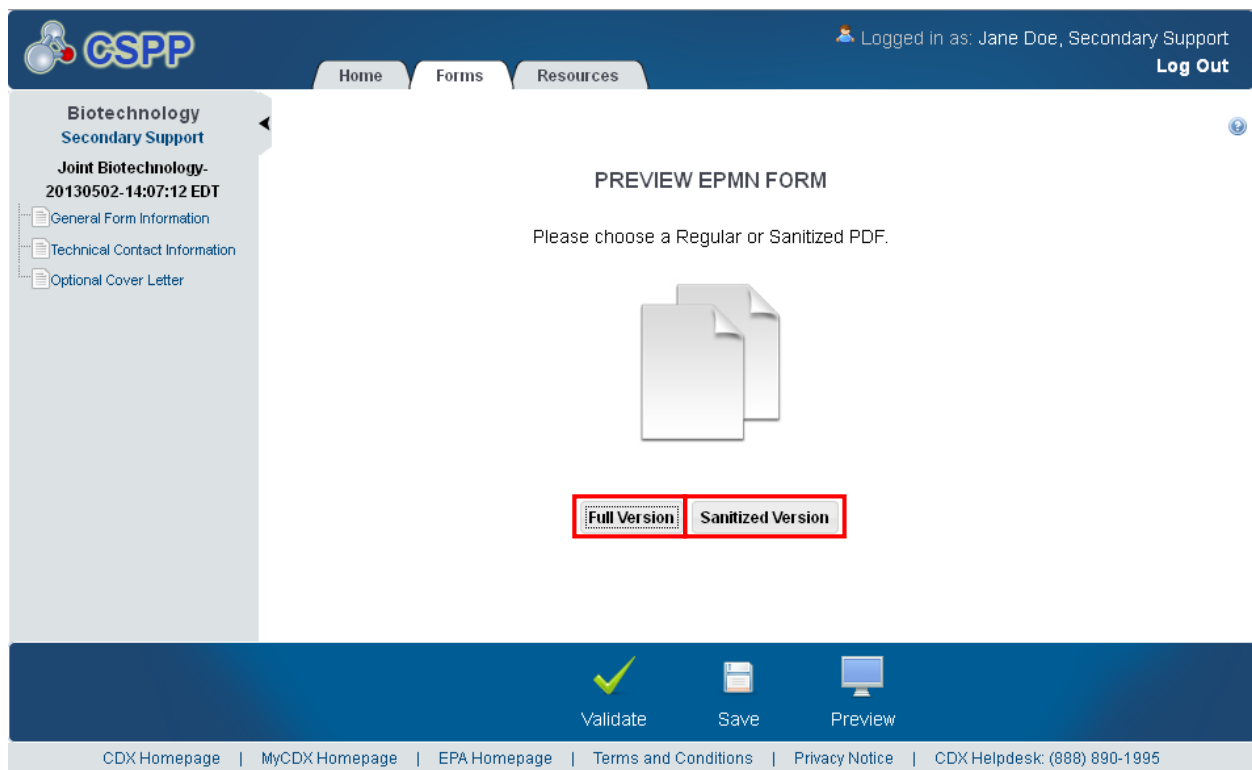 CSPP
Logged in as: Jane Doe, Secondary Support
Log Out
Home Forms Resources
Biotechnology
Secondary Support
Joint Biotechnology-
20130502-14:07:12 EDT
General Form Information
Technical Contact Information
Optional Cover Letter
PREVIEW EPMN FORM
Please choose a Regular or Sanitized PDF.
Full Version Sanitized Version
Validate Save Preview
CDX Homepage | MyCDX Homepage | EPA Homepage | Terms and Conditions | Privacy Notice | CDX Helpdesk: (888) 890-1995